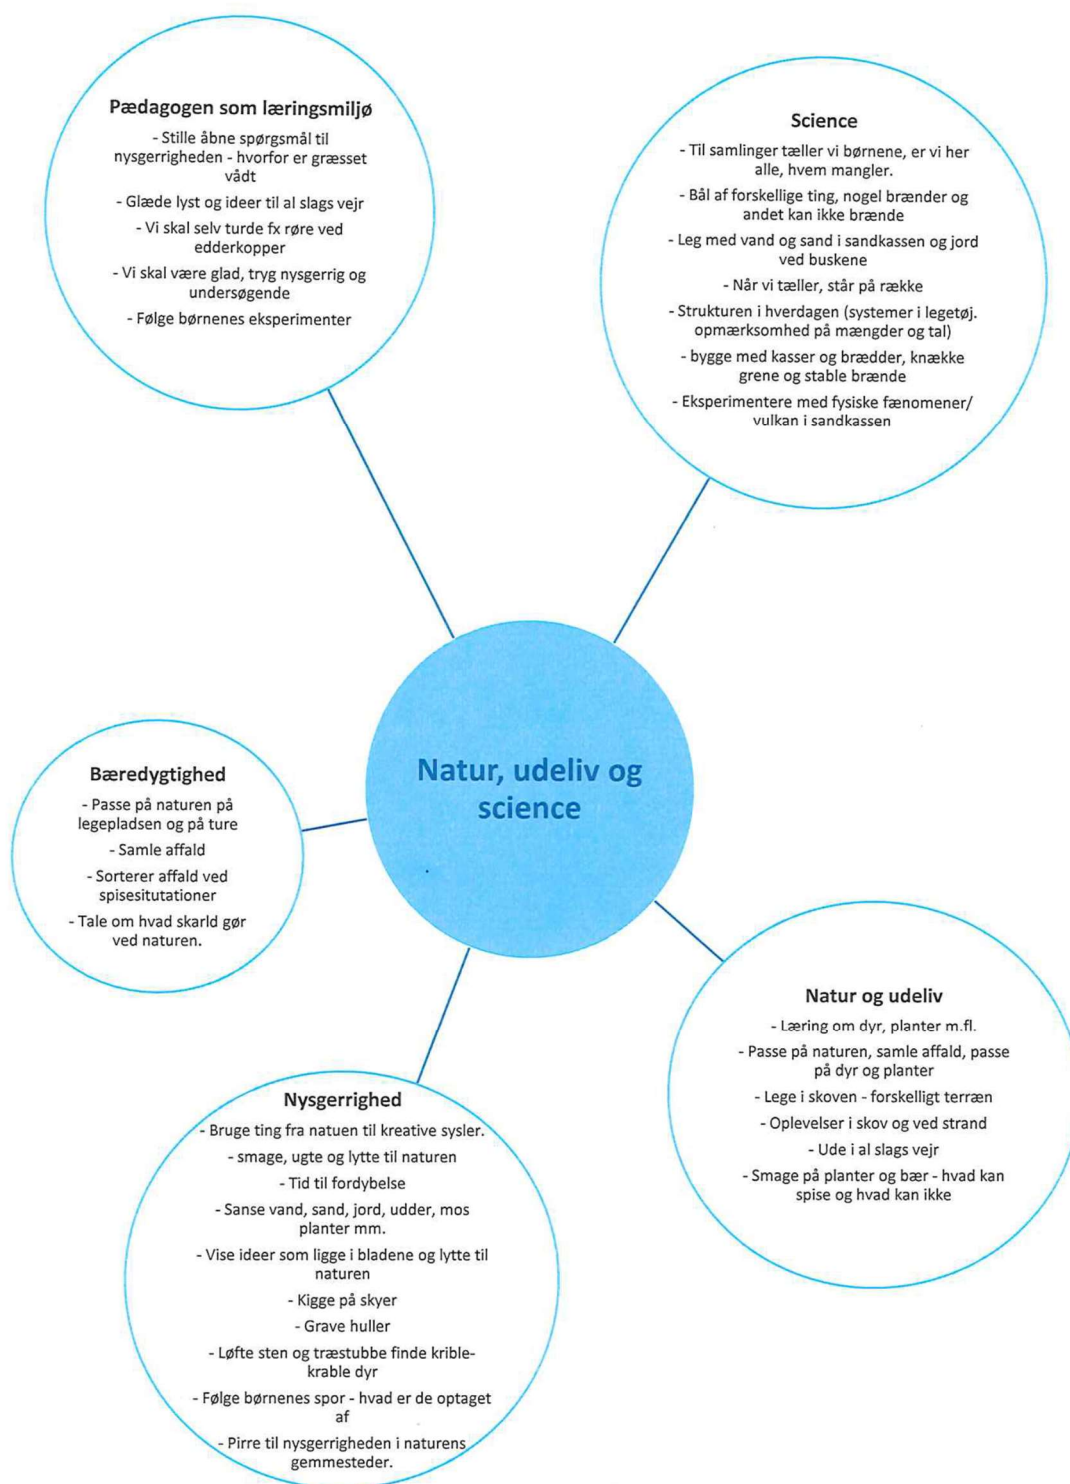 Pædagogen som læringsmiljø
- Stille åbne spørgsmål til
nysgerrigheden - hvorfor er græsset
vådt
- Glæde lyst og ideer til al slags vejr
- Vi skal selv turde fx røre ved
edderkopper
- Vi skal være glad, tryg nysgerrig og
undersøgende
- Følge børnenes eksperimenter
Science
- Til samlinger tæller vi børnene, er vi her
alle, hvem mangler.
- Bål af forskellige ting, nogel brænder og
andet kan ikke brænde
- Leg med vand og sand i sandkassen og jord
ved buskene
- Når vi tæller, står på række
- Strukturen i hverdagen (systemer i legetøj.
opmærksomhed på mængder og tal)
- bygge med kasser og brædder, knække
grene og stable brænde
- Eksperimentere med fysiske fænomener/
vulkan i sandkassen
Natur, udeliv og
science
Bæredygtighed
- Passe på naturen på
legepladsen og på ture
- Samle affald
- Sorterer affald ved
spisesitutationer
- Tale om hvad skarld gør
ved naturen.
Natur og udeliv
- Læring om dyr, planter m.fl.
- Passe på naturen, samle affald, passe
på dyr og planter
- Lege i skoven - forskelligt terræn
- Oplevelser i skov og ved strand
- Ude i al slags vejr
- Smage på planter og bær - hvad kan
spise og hvad kan ikke
Nysgerrighed
- Bruge ting fra natuen til kreative sysler.
- smage, ugte og lytte til naturen
- Tid til fordybelse
- Sanse vand, sand, jord, udder, mos
planter mm.
- Vise ideer som ligge i bladene og lytte til
naturen
- Kigge på skyer
- Grave huller
- Løfte sten og træstubbe finde krible-
krable dyr
- Følge børnenes spor - hvad er de optaget
af
- Pirre til nysgerrigheden i naturens
gemmesteder.